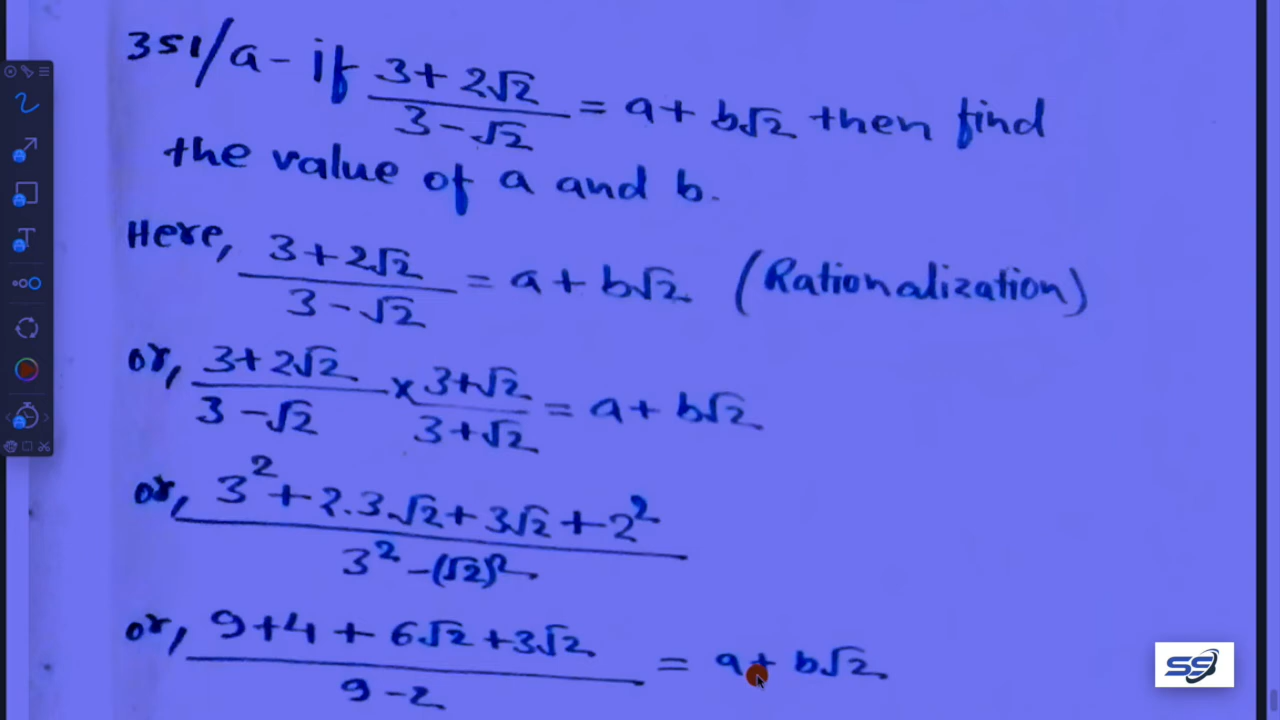 351/a - if (3 + 2√2)/(3 - √2) = a + b√2 then find
the value of a and b.
Here, (3 + 2√2)/(3 - √2) = a + b√2 (Rationalization)
or, (3 + 2√2)/(3 - √2) × (3 + √2)/(3 + √2) = a + b√2
or, (3² + 2.3√2 + 3√2 + 2²)/(3² - (√2)²)
or, (9 + 4 + 6√2 + 3√2)/(9 - 2) = a + b√2
S9